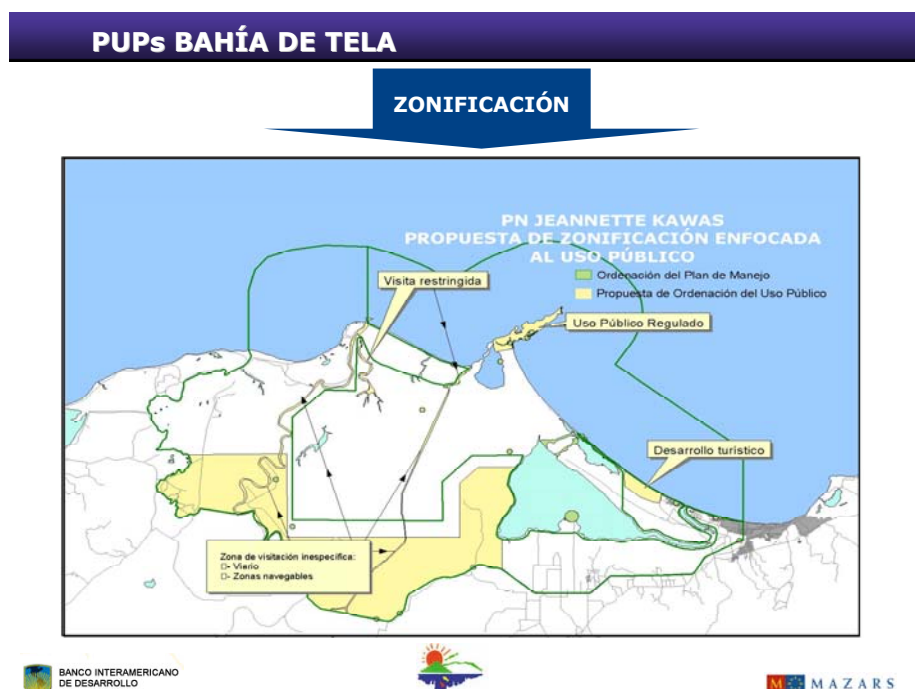 PUPs BAHÍA DE TELA
ZONIFICACIÓN
PN JEANNETTE KAWAS
PROPUESTA DE ZONIFICACIÓN ENFOCADA
AL USO PÚBLICO
Ordenación del Plan de Manejo
Propuesta de Ordenación del Uso Público
Visita restringida
Uso Público Regulado
Desarrollo turístico
Zona de visitación inespecífica:
□- Viario
□- Zonas navegables
BANCO INTERAMERICANO
DE DESARROLLO
MAZARS